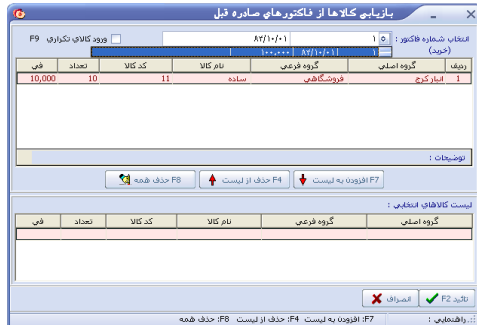 بازیابی کالاها از فاکتورهای صادره قبل
انتخاب شماره فاکتور : ۱ ۸۳/۱۰/۰۱ ورود کالای تکراری F9
(خرید) ۱ ۸۳/۱۰/۰۱ ۱۰۰,۰۰۰
ردیف گروه اصلی گروه فرعی نام کالا کد کالا تعداد فی
1 انبار کرج فروشگاهی ساده 11 10 10,000
توضیحات :
F7 افزودن به لیست F4 حذف از لیست F8 حذف همه
لیست کالاهای انتخابی :
گروه اصلی گروه فرعی نام کالا کد کالا تعداد فی
تائید F2 انصراف
راهنمایی : F7: افزودن به لیست F4: حذف از لیست F8: حذف همه